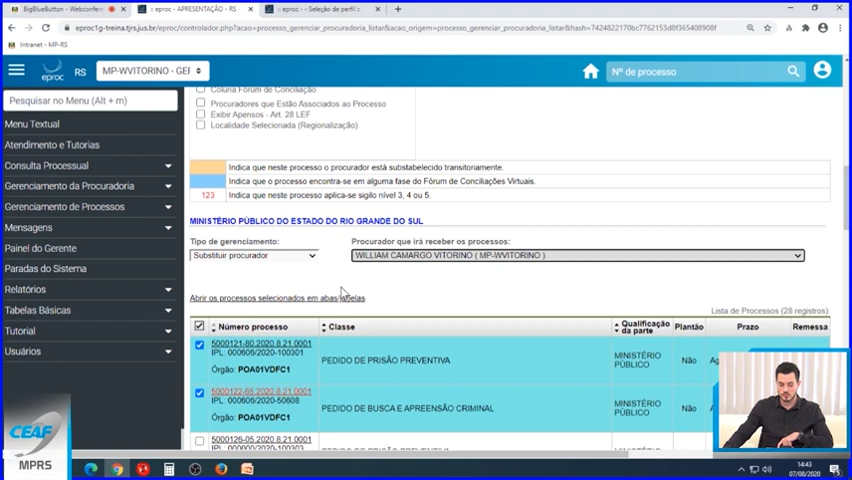 BigBlueButton - Webconferên
eproc - APRESENTAÇÃO - RS -
:: eproc - - Seleção de perfil ::
eproc1g-treina.tjrs.jus.br/eproc/controlador.php?acao=processo_gerenciar_procuradoria_listar&acao_origem=processo_gerenciar_procuradoria_listar&hash=
Intranet - MP-RS
eproc
RS
MP-WVITORINO - GEF
Nº de processo
Pesquisar no Menu (Alt + m)
Menu Textual
Atendimento e Tutorias
Consulta Processual
Gerenciamento da Procuradoria
Gerenciamento de Processos
Mensagens
Painel do Gerente
Paradas do Sistema
Relatórios
Tabelas Básicas
Tutorial
Usuários
Coluna Fórum de Conciliação
Procuradores que Estão Associados ao Processo
Exibir Apensos - Art. 28 LEF
Localidade Selecionada (Regionalização)
Indica que neste processo o procurador está substabelecido transitoriamente.
Indica que o processo encontra-se em alguma fase do Fórum de Conciliações Virtuais.
123 Indica que neste processo aplica-se sigilo nível 3, 4 ou 5.
MINISTÉRIO PÚBLICO DO ESTADO DO RIO GRANDE DO SUL
Tipo de gerenciamento:
Procurador que irá receber os processos:
Substituir procurador
WILLIAM CAMARGO VITORINO ( MP-WVITORINO )
Abrir os processos selecionados em abas/janelas
Lista de Processos (28 registros):
Número processo
Classe
Qualificação da parte
Plantão
Prazo
Remessa
5000121-80.2020.8.21.0001
IPL: 000606/2020-100301
Órgão: POA01VDFC1
PEDIDO DE PRISÃO PREVENTIVA
MINISTÉRIO PÚBLICO
Não
5000122-65.2020.8.21.0001
IPL: 000606/2020-50608
Órgão: POA01VDFC1
PEDIDO DE BUSCA E APREENSÃO CRIMINAL
MINISTÉRIO PÚBLICO
Não
5000126-05.2020.8.21.0001
MINISTÉRIO
CEAF
MPRS
14:43
07/08/2020